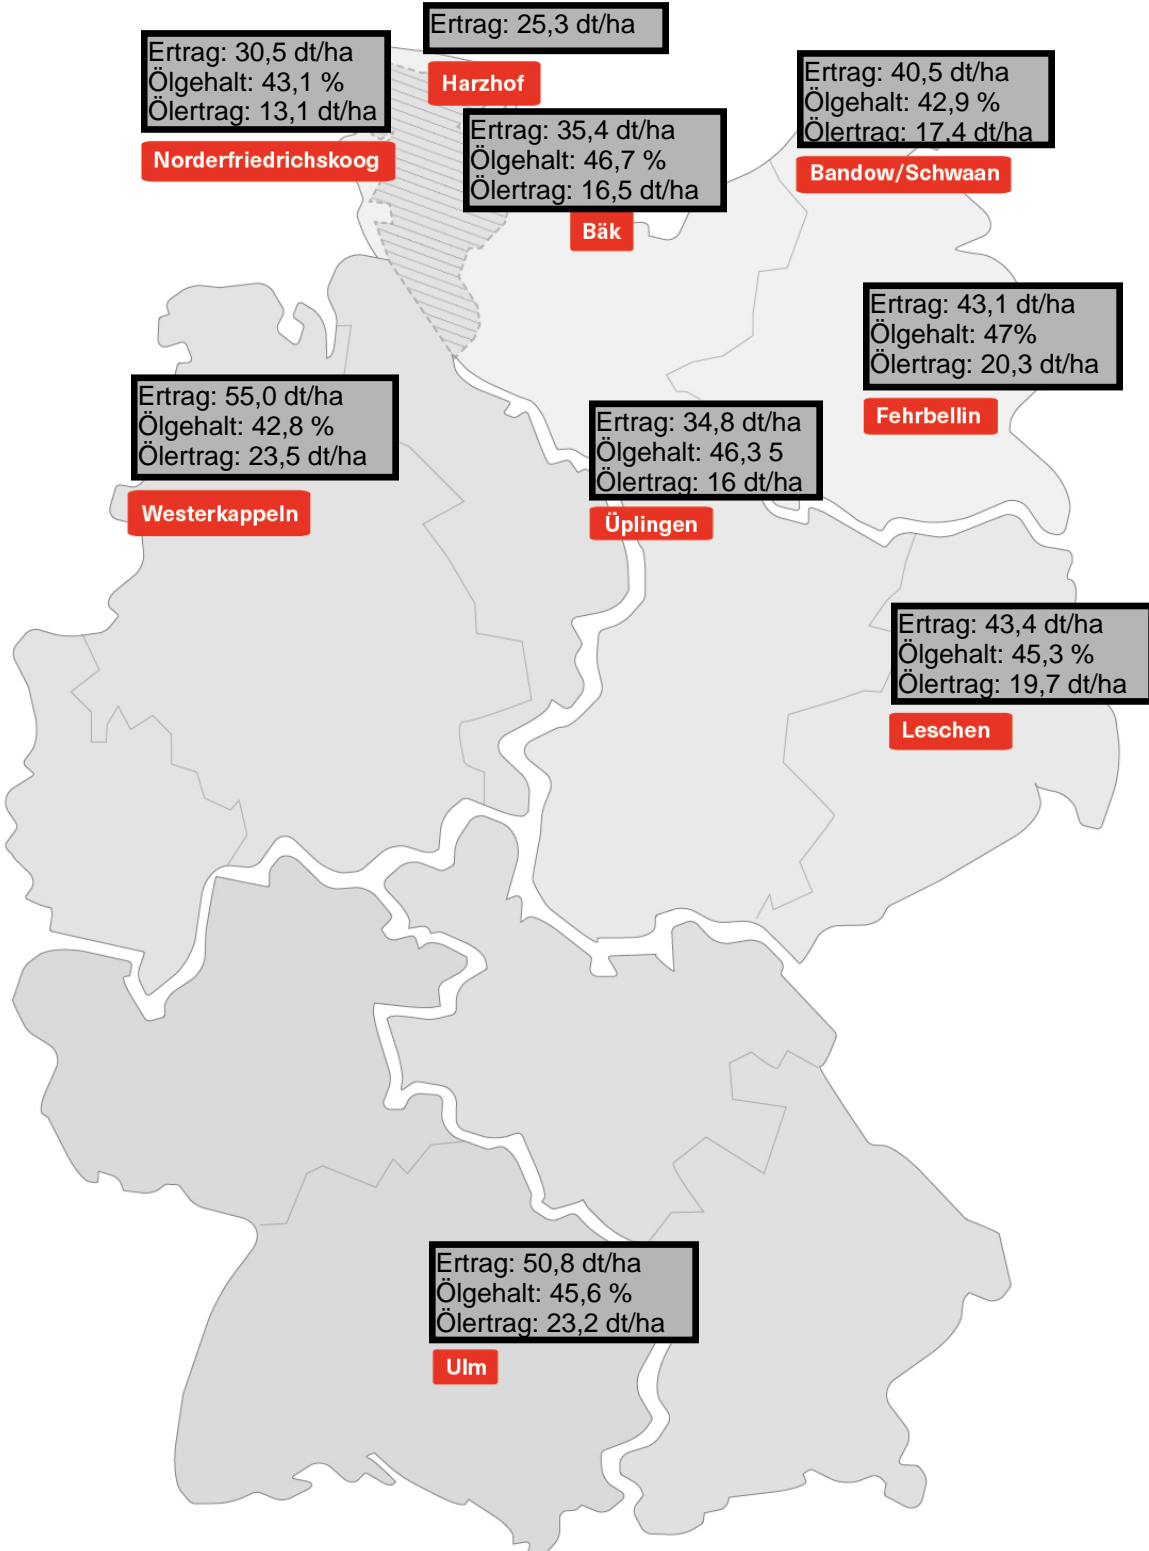 Ertrag: 25,3 dt/ha
Harzhof
Ertrag: 30,5 dt/ha
Ölgehalt: 43,1 %
Ölertrag: 13,1 dt/ha
Norderfriedrichskoog
Ertrag: 40,5 dt/ha
Ölgehalt: 42,9 %
Ölertrag: 17,4 dt/ha
Bandow/Schwaan
Ertrag: 35,4 dt/ha
Ölgehalt: 46,7 %
Ölertrag: 16,5 dt/ha
Bäk
Ertrag: 43,1 dt/ha
Ölgehalt: 47%
Ölertrag: 20,3 dt/ha
Fehrbellin
Ertrag: 55,0 dt/ha
Ölgehalt: 42,8 %
Ölertrag: 23,5 dt/ha
Westerkappeln
Ertrag: 34,8 dt/ha
Ölgehalt: 46,3 5
Ölertrag: 16 dt/ha
Üplingen
Ertrag: 43,4 dt/ha
Ölgehalt: 45,3 %
Ölertrag: 19,7 dt/ha
Leschen
Ertrag: 50,8 dt/ha
Ölgehalt: 45,6 %
Ölertrag: 23,2 dt/ha
Ulm